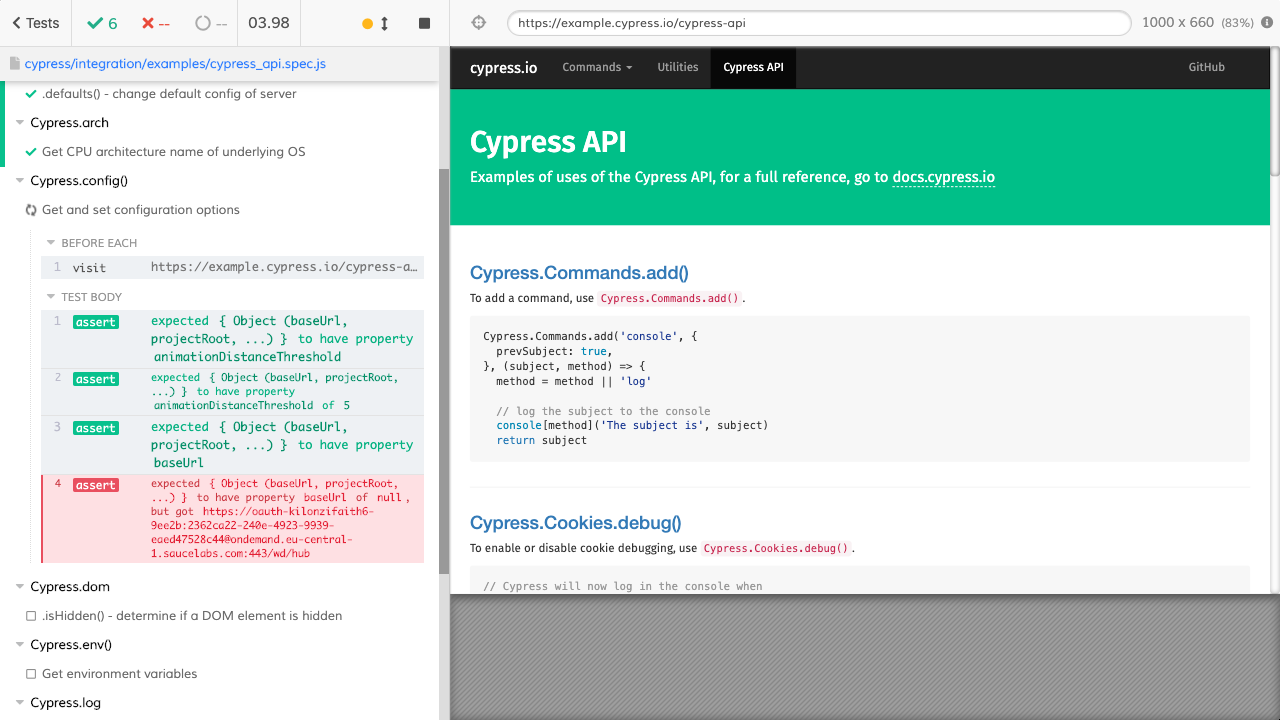 Tests
6
--
--
03.98
cypress/integration/examples/cypress_api.spec.js
.defaults() - change default config of server
Cypress.arch
Get CPU architecture name of underlying OS
Cypress.config()
Get and set configuration options
BEFORE EACH
1 visit https://example.cypress.io/cypress-a…
TEST BODY
1 assert expected { Object (baseUrl,
projectRoot, ...) } to have property
animationDistanceThreshold
2 assert expected { Object (baseUrl, projectRoot,
...) } to have property
animationDistanceThreshold of 5
3 assert expected { Object (baseUrl,
projectRoot, ...) } to have property
baseUrl
4 assert expected { Object (baseUrl, projectRoot,
...) } to have property baseUrl of null,
but got https://oauth-kilonzifaith6-
9ee2b:2362ca22-240e-4923-9939-
eaed47528c44@ondemand.eu-central-
1.saucelabs.com:443/wd/hub
Cypress.dom
.isHidden() - determine if a DOM element is hidden
Cypress.env()
Get environment variables
Cypress.log
https://example.cypress.io/cypress-api
1000 x 660 (83%)
cypress.io Commands Utilities Cypress API GitHub
Cypress API
Examples of uses of the Cypress API, for a full reference, go to docs.cypress.io
Cypress.Commands.add()
To add a command, use Cypress.Commands.add().
Cypress.Commands.add('console', {
prevSubject: true,
}, (subject, method) => {
method = method || 'log'
// log the subject to the console
console[method]('The subject is', subject)
return subject
Cypress.Cookies.debug()
To enable or disable cookie debugging, use Cypress.Cookies.debug().
// Cypress will now log in the console when